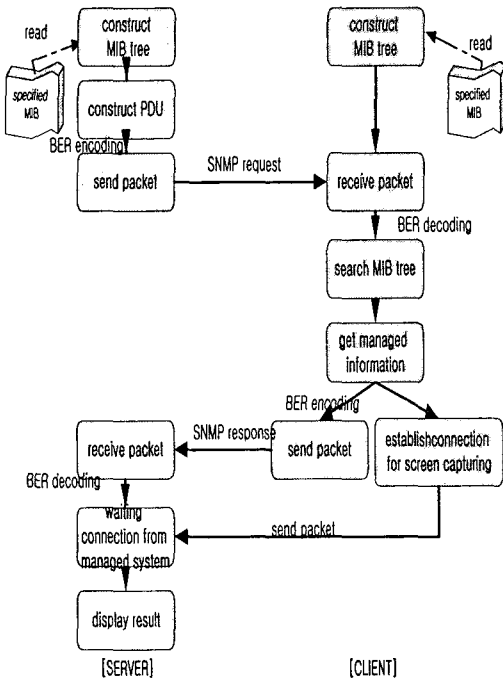 read
construct
MIB tree
construct
MIB tree
read
specified
MIB
specified
MIB
construct PDU
BER encoding
send packet
SNMP request
receive packet
BER decoding
search MIB tree
get managed
information
BER encoding
SNMP response
receive packet
send packet
establishconnection
for screen capturing
BER decoding
waiting
connection from
managed system
send packet
display result
[SERVER]
[CLIENT]